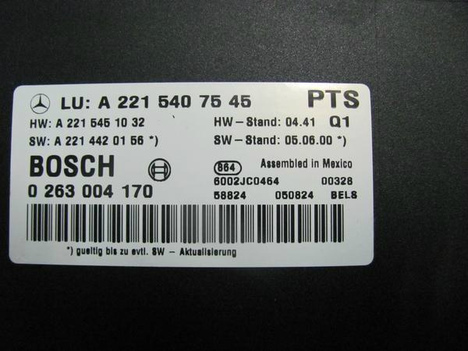 LU: A 221 540 75 45 PTS
HW: A 221 545 10 32 HW - Stand: 04.41 Q1
SW: A 221 442 01 56 *) SW - Stand: 05.06.00 *)
BOSCH 864 Assembled in Mexico
6002JC0464 00328
0 263 004 170 58824 050824 BELS
*) gueltig bis zu evtl. SW - Aktualisierung